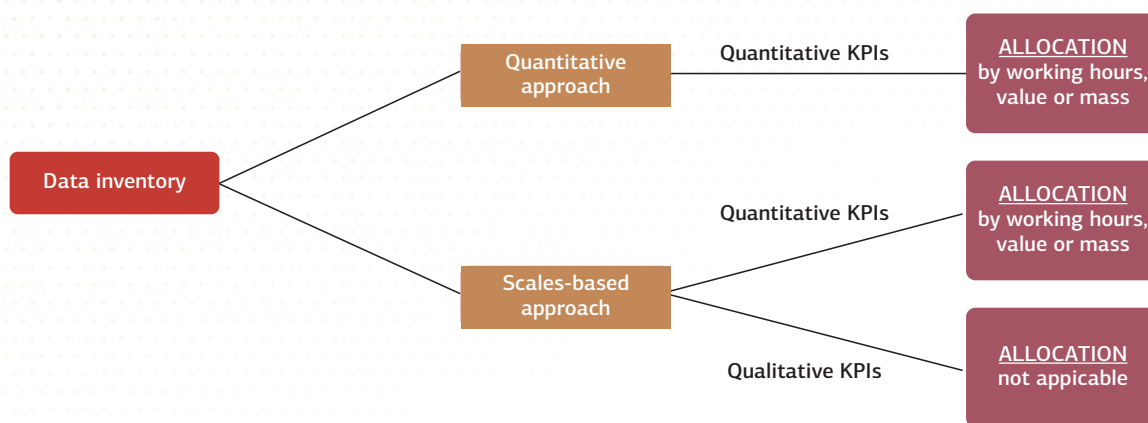 Quantitative
approach
Quantitative KPIs
ALLOCATION
by working hours,
value or mass
Data inventory
Scales-based
approach
Quantitative KPIs
ALLOCATION
by working hours,
value or mass
Qualitative KPIs
ALLOCATION
not appicable